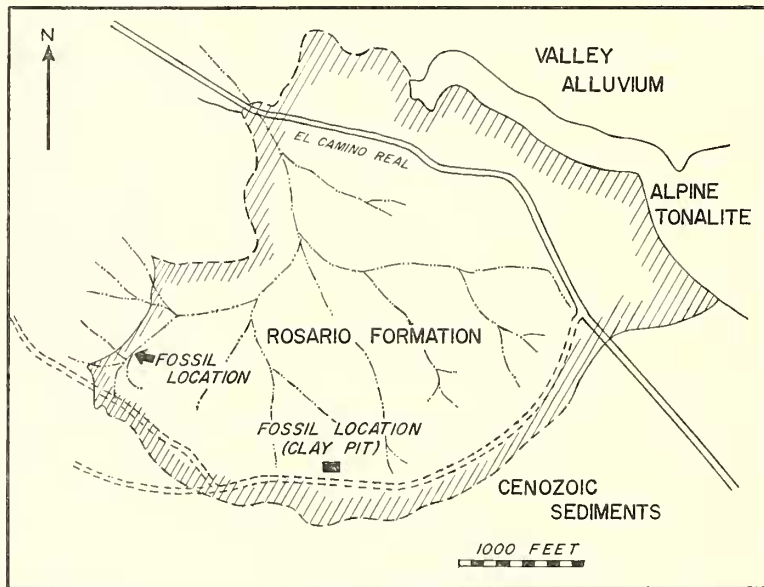 N
VALLEY
ALLUVIUM
EL CAMINO REAL
ALPINE
TONALITE
ROSARIO FORMATION
FOSSIL
LOCATION
FOSSIL LOCATION
(CLAY PIT)
CENOZOIC
SEDIMENTS
1000 FEET